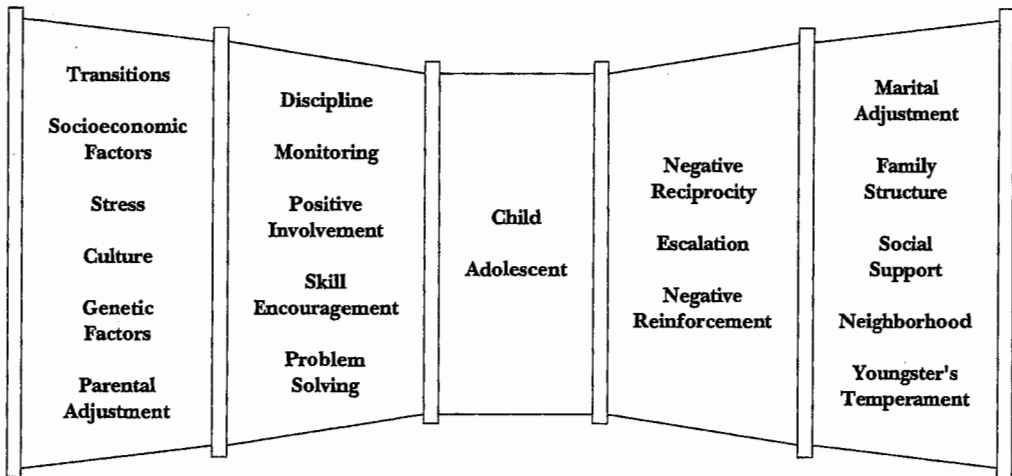 Transitions
Socioeconomic
Factors
Stress
Culture
Genetic
Factors
Parental
Adjustment
Discipline
Monitoring
Positive
Involvement
Skill
Encouragement
Problem
Solving
Child
Adolescent
Negative
Reciprocity
Escalation
Negative
Reinforcement
Marital
Adjustment
Family
Structure
Social
Support
Neighborhood
Youngster's
Temperament